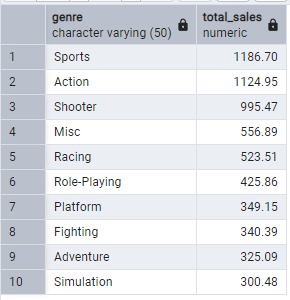 genre total_sales
character varying (50) numeric
1 Sports 1186.70
2 Action 1124.95
3 Shooter 995.47
4 Misc 556.89
5 Racing 523.51
6 Role-Playing 425.86
7 Platform 349.15
8 Fighting 340.39
9 Adventure 325.09
10 Simulation 300.48